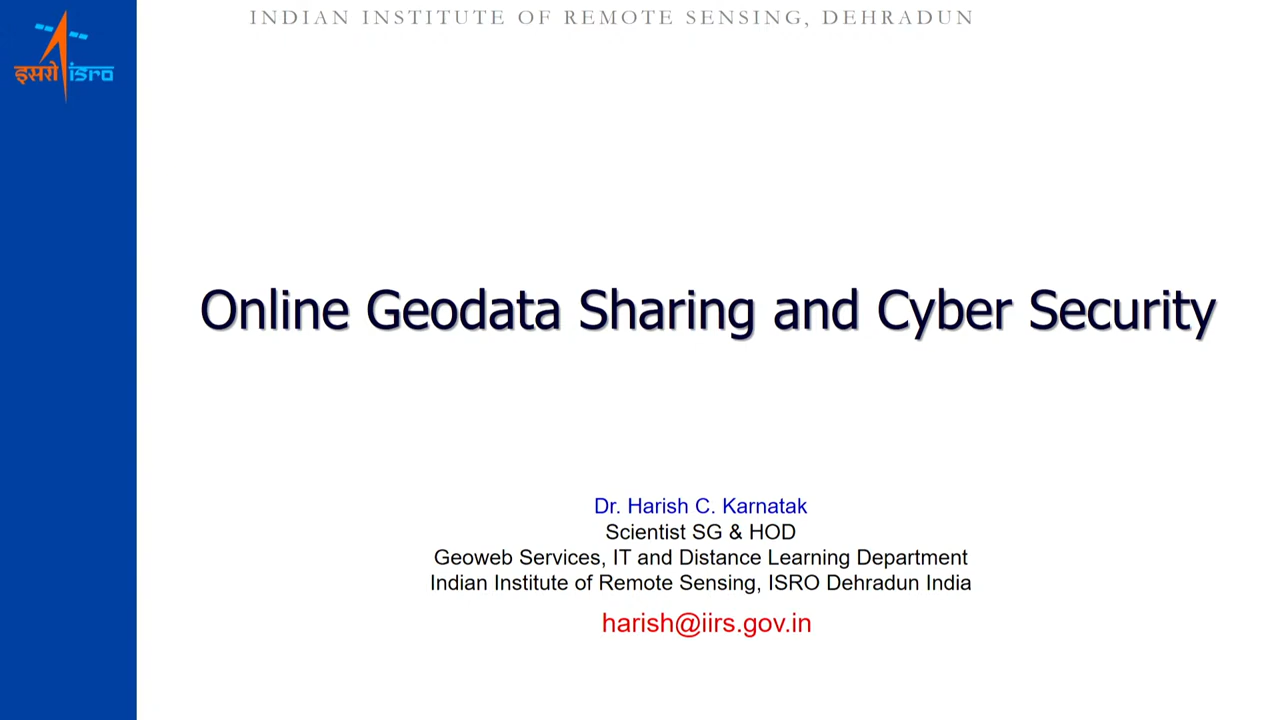 INDIAN INSTITUTE OF REMOTE SENSING, DEHRADUN
इसरो isro
Online Geodata Sharing and Cyber Security
Dr. Harish C. Karnatak
Scientist SG & HOD
Geoweb Services, IT and Distance Learning Department
Indian Institute of Remote Sensing, ISRO Dehradun India
harish@iirs.gov.in